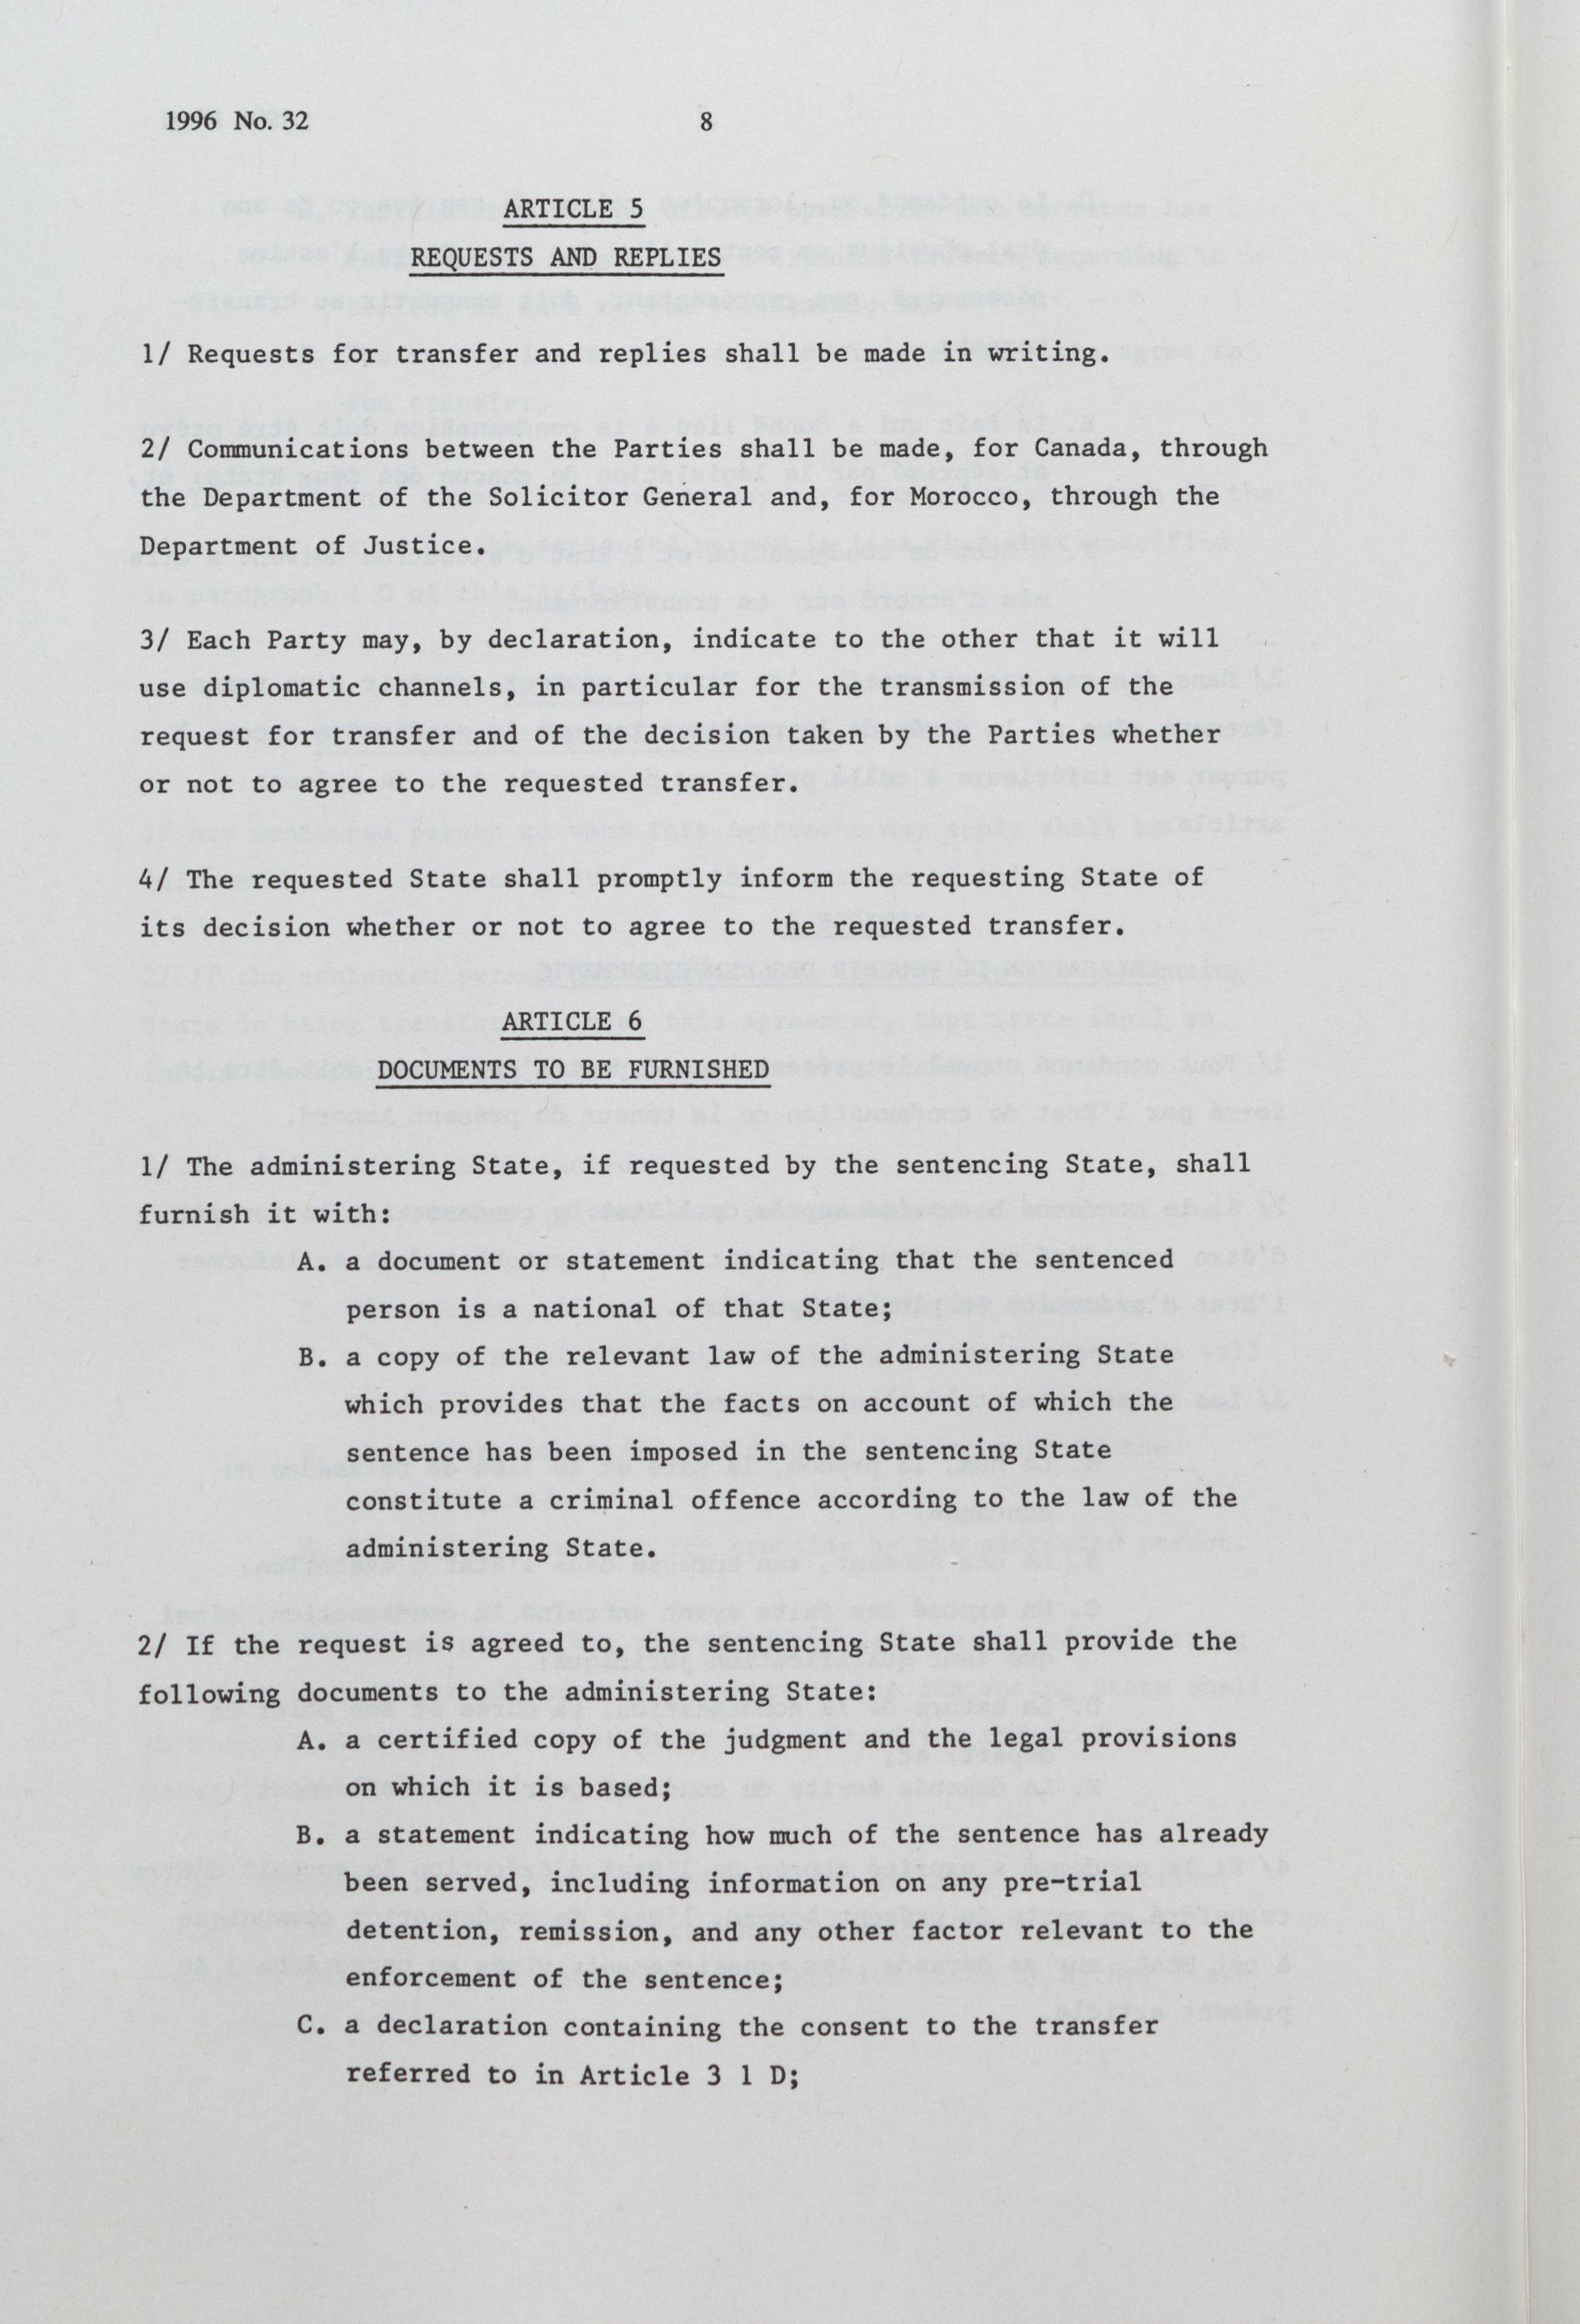 1996 No. 32
8
ARTICLE 5
REQUESTS AND REPLIES
1/ Requests for transfer and replies shall be made in writing.
2/ Communications between the Parties shall be made, for Canada, through
the Department of the Solicitor General and, for Morocco, through the
Department of Justice.
3/ Each Party may, by declaration, indicate to the other that it will
use diplomatic channels, in particular for the transmission of the
request for transfer and of the decision taken by the Parties whether
or not to agree to the requested transfer.
4/ The requested State shall promptly inform the requesting State of
its decision whether or not to agree to the requested transfer.
ARTICLE 6
DOCUMENTS TO BE FURNISHED
1/ The administering State, if requested by the sentencing State, shall
furnish it with:
A. a document or statement indicating that the sentenced
person is a national of that State;
B. a copy of the relevant law of the administering State
which provides that the facts on account of which the
sentence has been imposed in the sentencing State
constitute a criminal offence according to the law of the
administering State.
2/ If the request is agreed to, the sentencing State shall provide the
following documents to the administering State:
A. a certified copy of the judgment and the legal provisions
on which it is based;
B. a statement indicating how much of the sentence has already
been served, including information on any pre-trial
detention, remission, and any other factor relevant to the
enforcement of the sentence;
C. a declaration containing the consent to the transfer
referred to in Article 3 1 D;